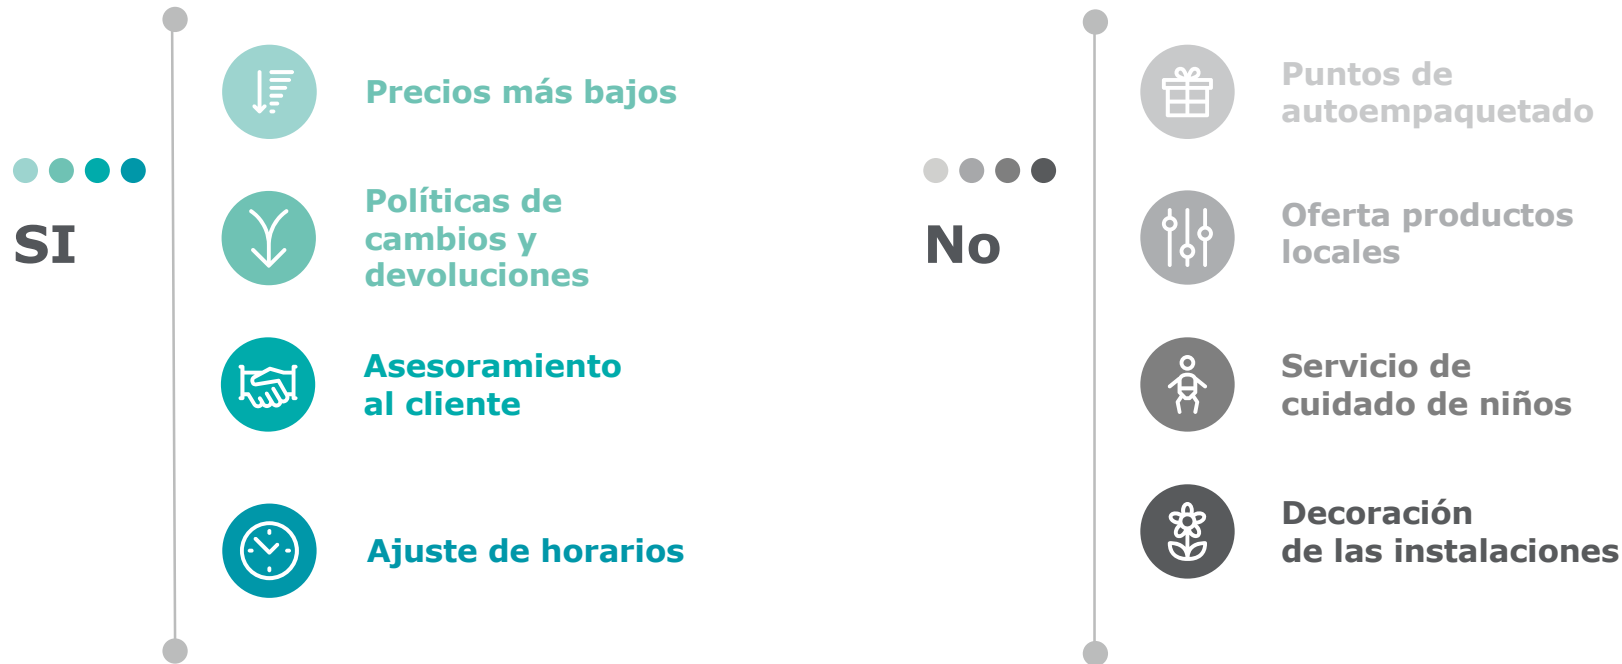 SI
Precios más bajos
Políticas de
cambios y
devoluciones
Asesoramiento
al cliente
Ajuste de horarios
No
Puntos de
autoempaquetado
Oferta productos
locales
Servicio de
cuidado de niños
Decoración
de las instalaciones